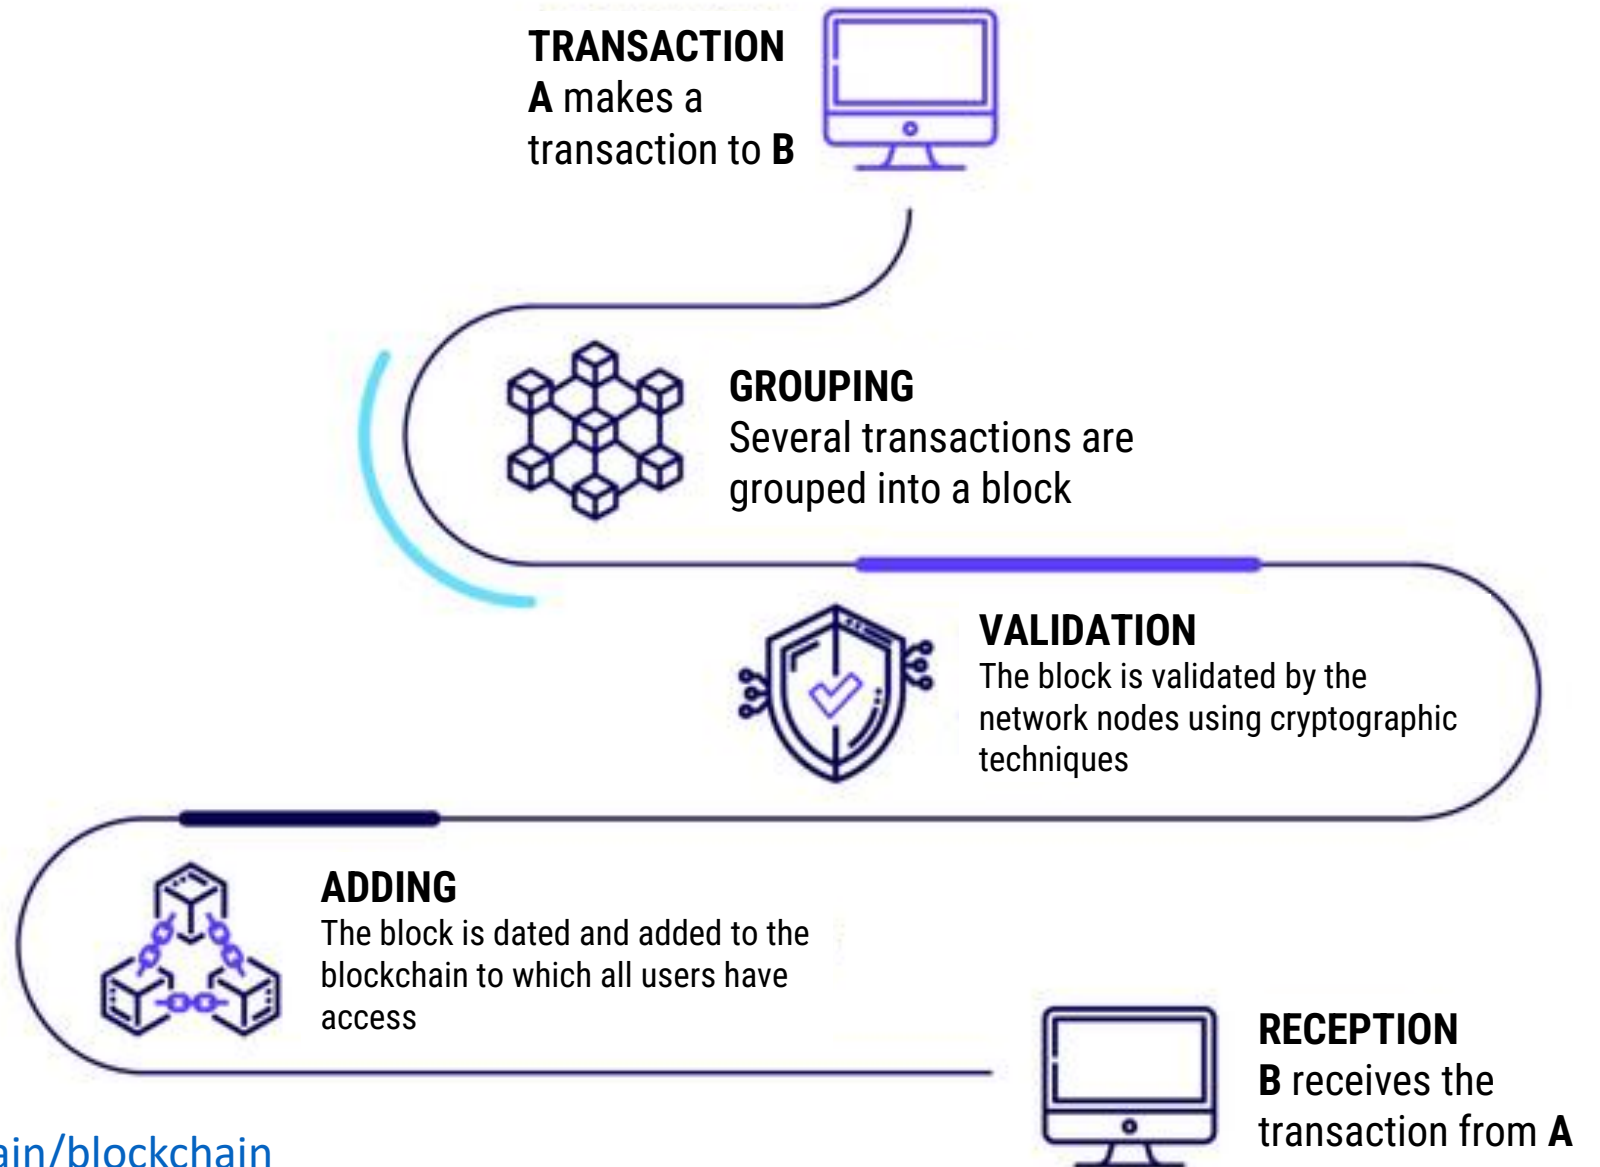 TRANSACTION
A makes a
transaction to B
GROUPING
Several transactions are
grouped into a block
VALIDATION
The block is validated by the
network nodes using cryptographic
techniques
ADDING
The block is dated and added to the
blockchain to which all users have
access
RECEPTION
B receives the
transaction from A
ain/blockchain